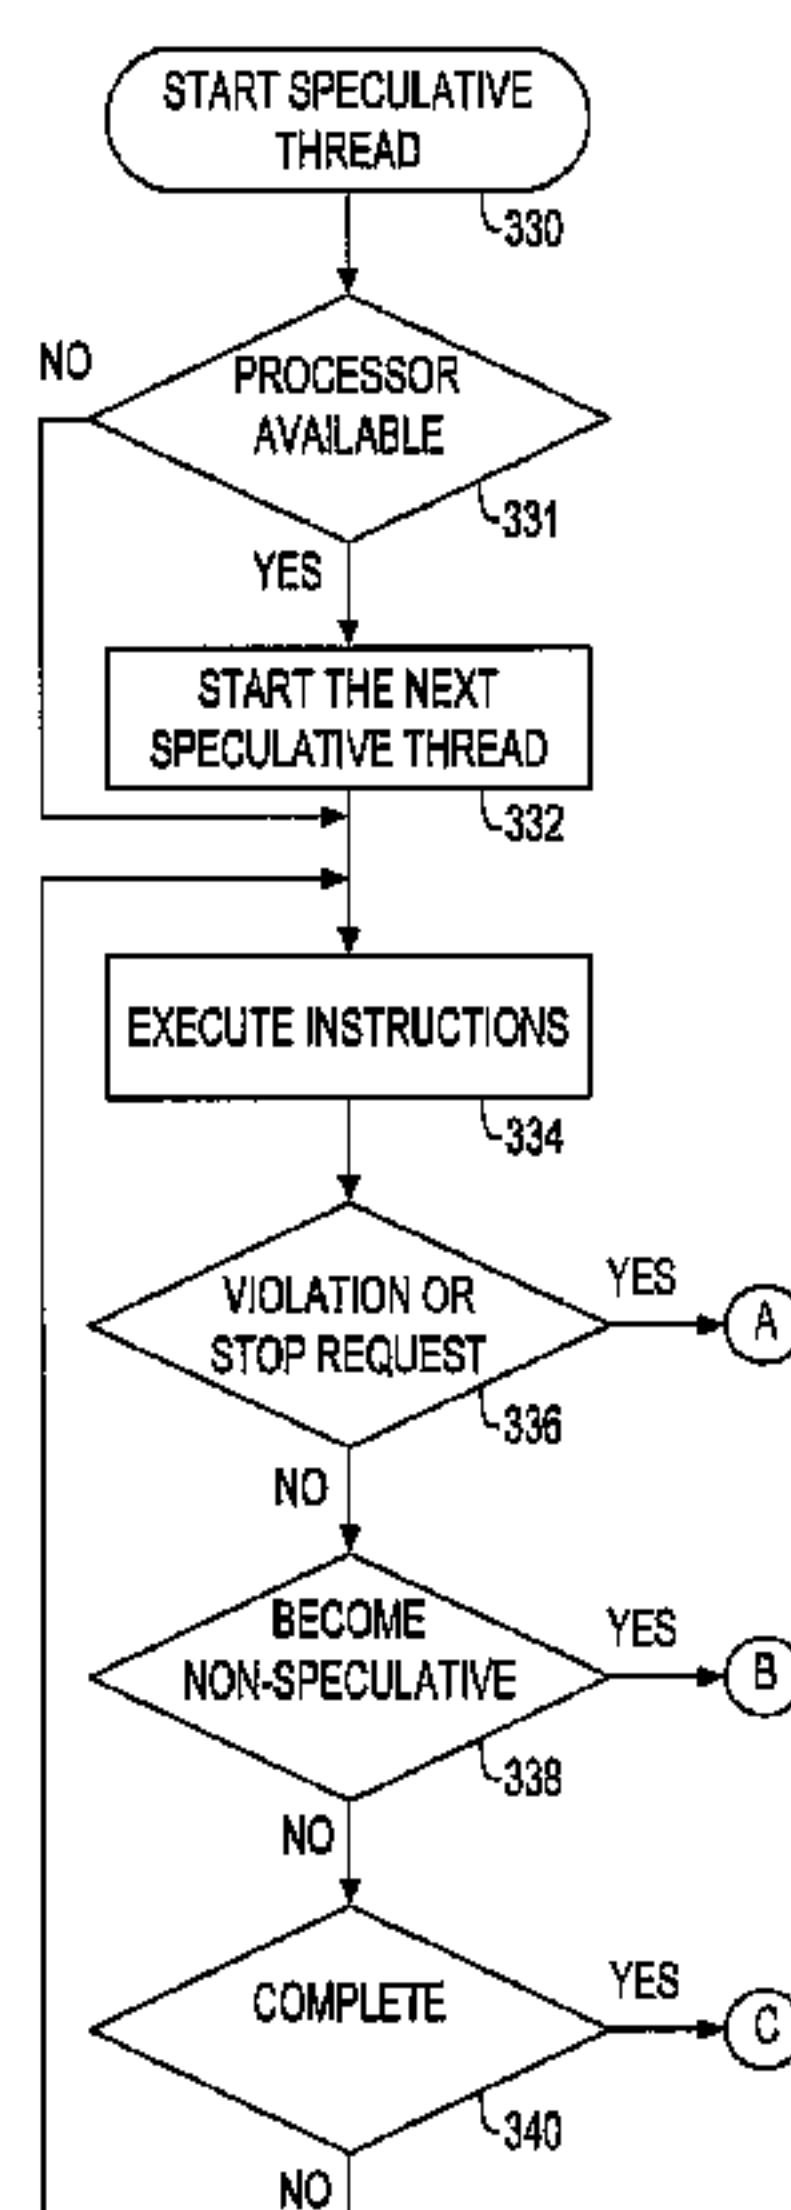 START SPECULATIVE
THREAD
330
NO
PROCESSOR
AVAILABLE
331
YES
START THE NEXT
SPECULATIVE THREAD
332
EXECUTE INSTRUCTIONS
334
VIOLATION OR
STOP REQUEST
YES
A
336
NO
BECOME
NON-SPECULATIVE
YES
B
338
NO
COMPLETE
YES
C
340
NO